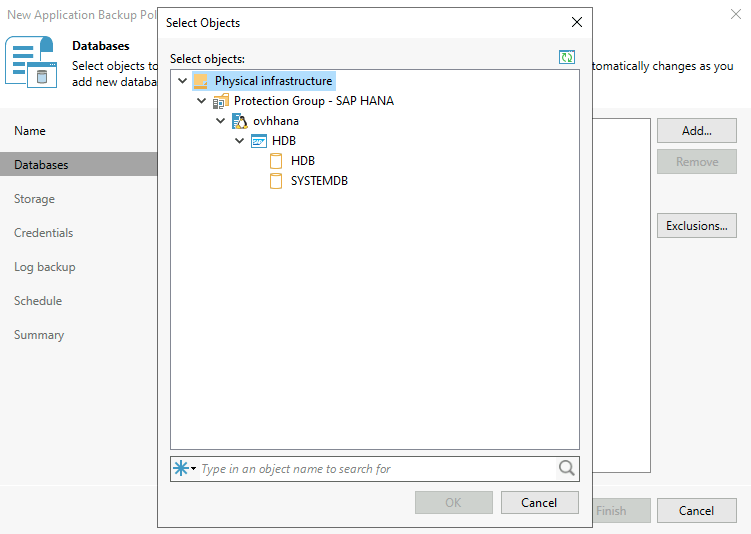 New Application Backup Pol
Select Objects
Databases
Select objects to
add new databa
tomatically changes as you
Name
Databases
Storage
Credentials
Log backup
Schedule
Summary
Select objects:
Physical infrastructure
Protection Group - SAP HANA
ovhhana
HDB
HDB
SYSTEMDB
Type in an object name to search for
OK
Cancel
Add...
Remove
Exclusions...
Finish
Cancel